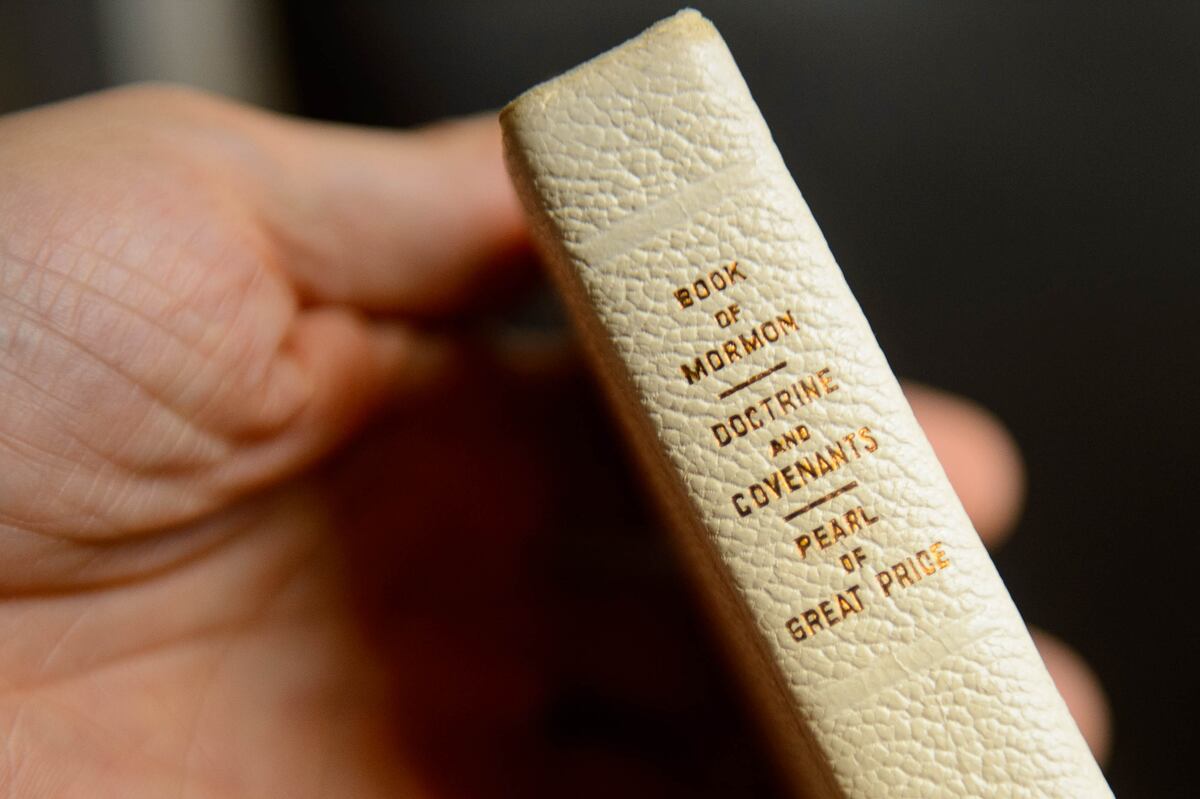 BOOK
OF
MORMON
DOCTRINE
AND
COVENANTS
PEARL
OF
GREAT PRICE